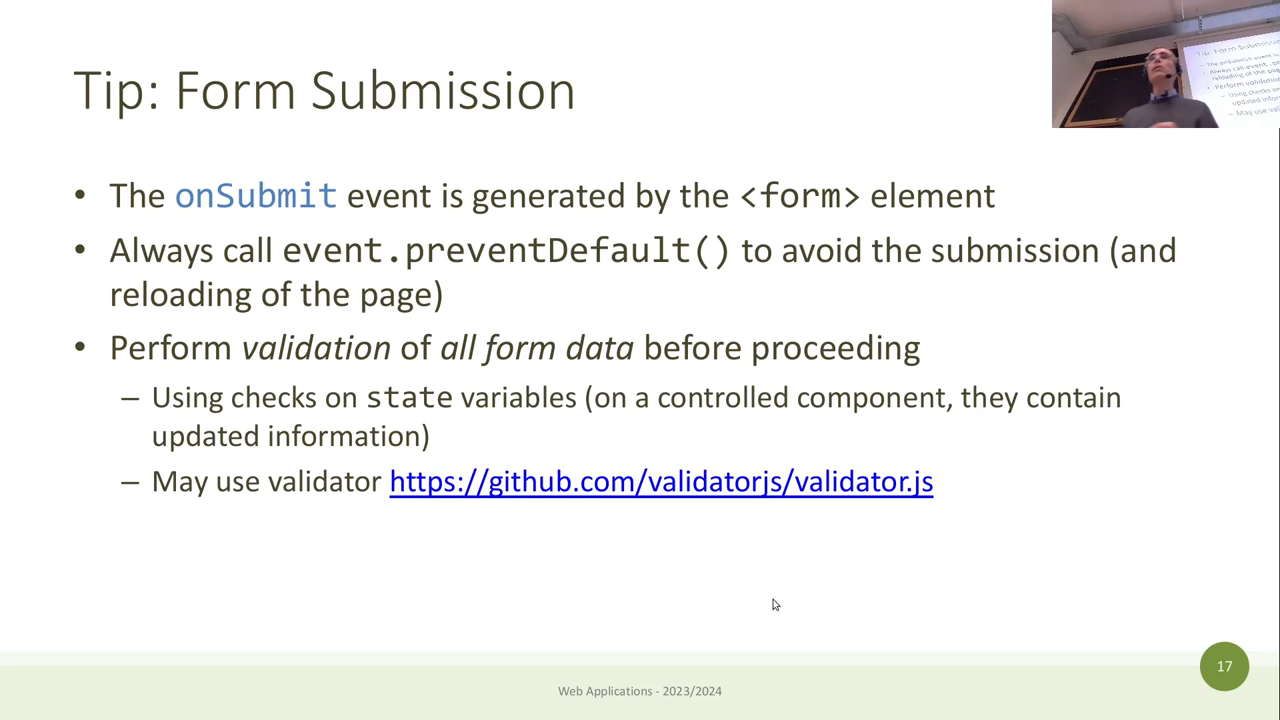 Tip: Form Submission
• The onSubmit event is generated by the <form> element
• Always call event.preventDefault() to avoid the submission (and
reloading of the page)
• Perform validation of all form data before proceeding
– Using checks on state variables (on a controlled component, they contain
updated information)
– May use validator https://github.com/validatorjs/validator.js
17
Web Applications - 2023/2024
Tip: Form Submission